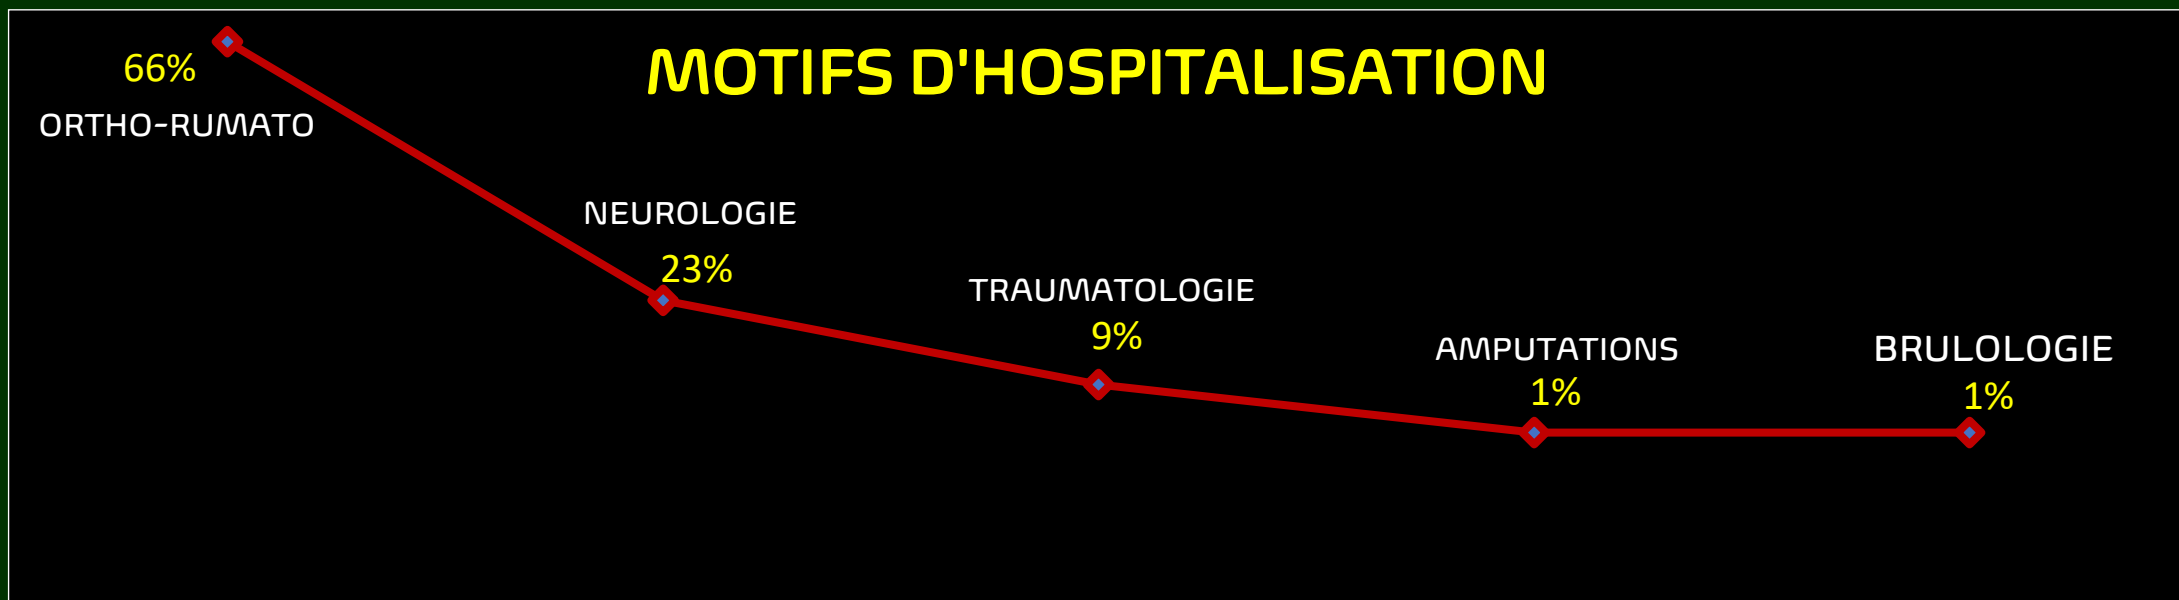 MOTIFS D'HOSPITALISATION
66%
ORTHO-RUMATO
NEUROLOGIE
23%
TRAUMATOLOGIE
9%
AMPUTATIONS
1%
BRULOLOGIE
1%